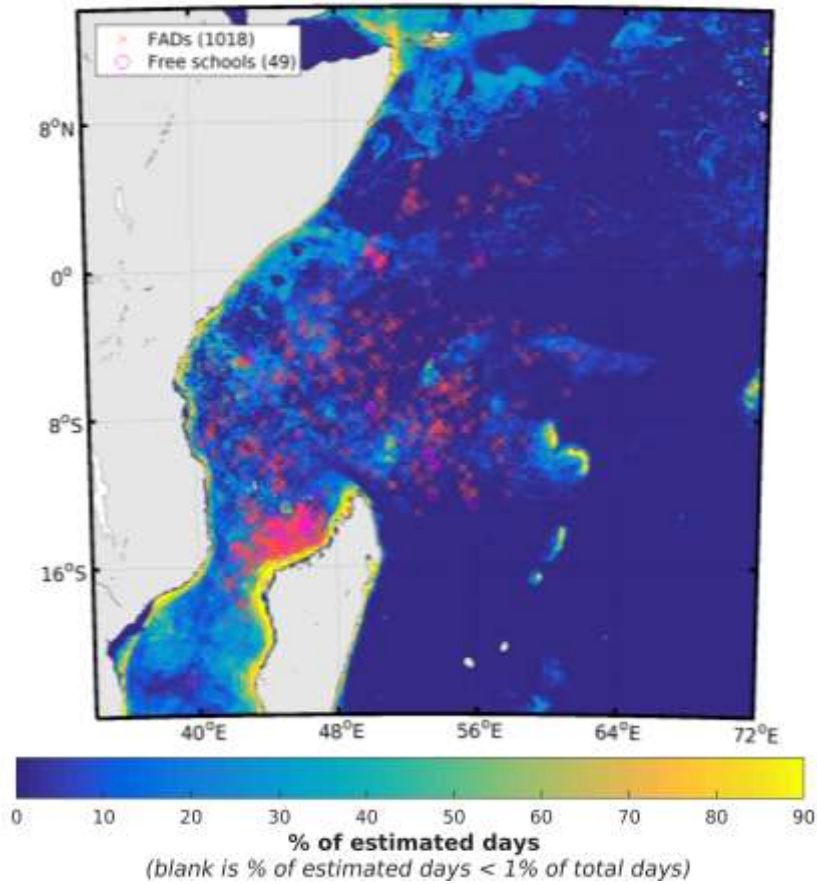 FADs (1018)
Free schools (49)
8°N
0°
8°S
16°S
40°E 48°E 56°E 64°E 72°E
0 10 20 30 40 50 60 70 80 90
% of estimated days
(blank is % of estimated days < 1% of total days)